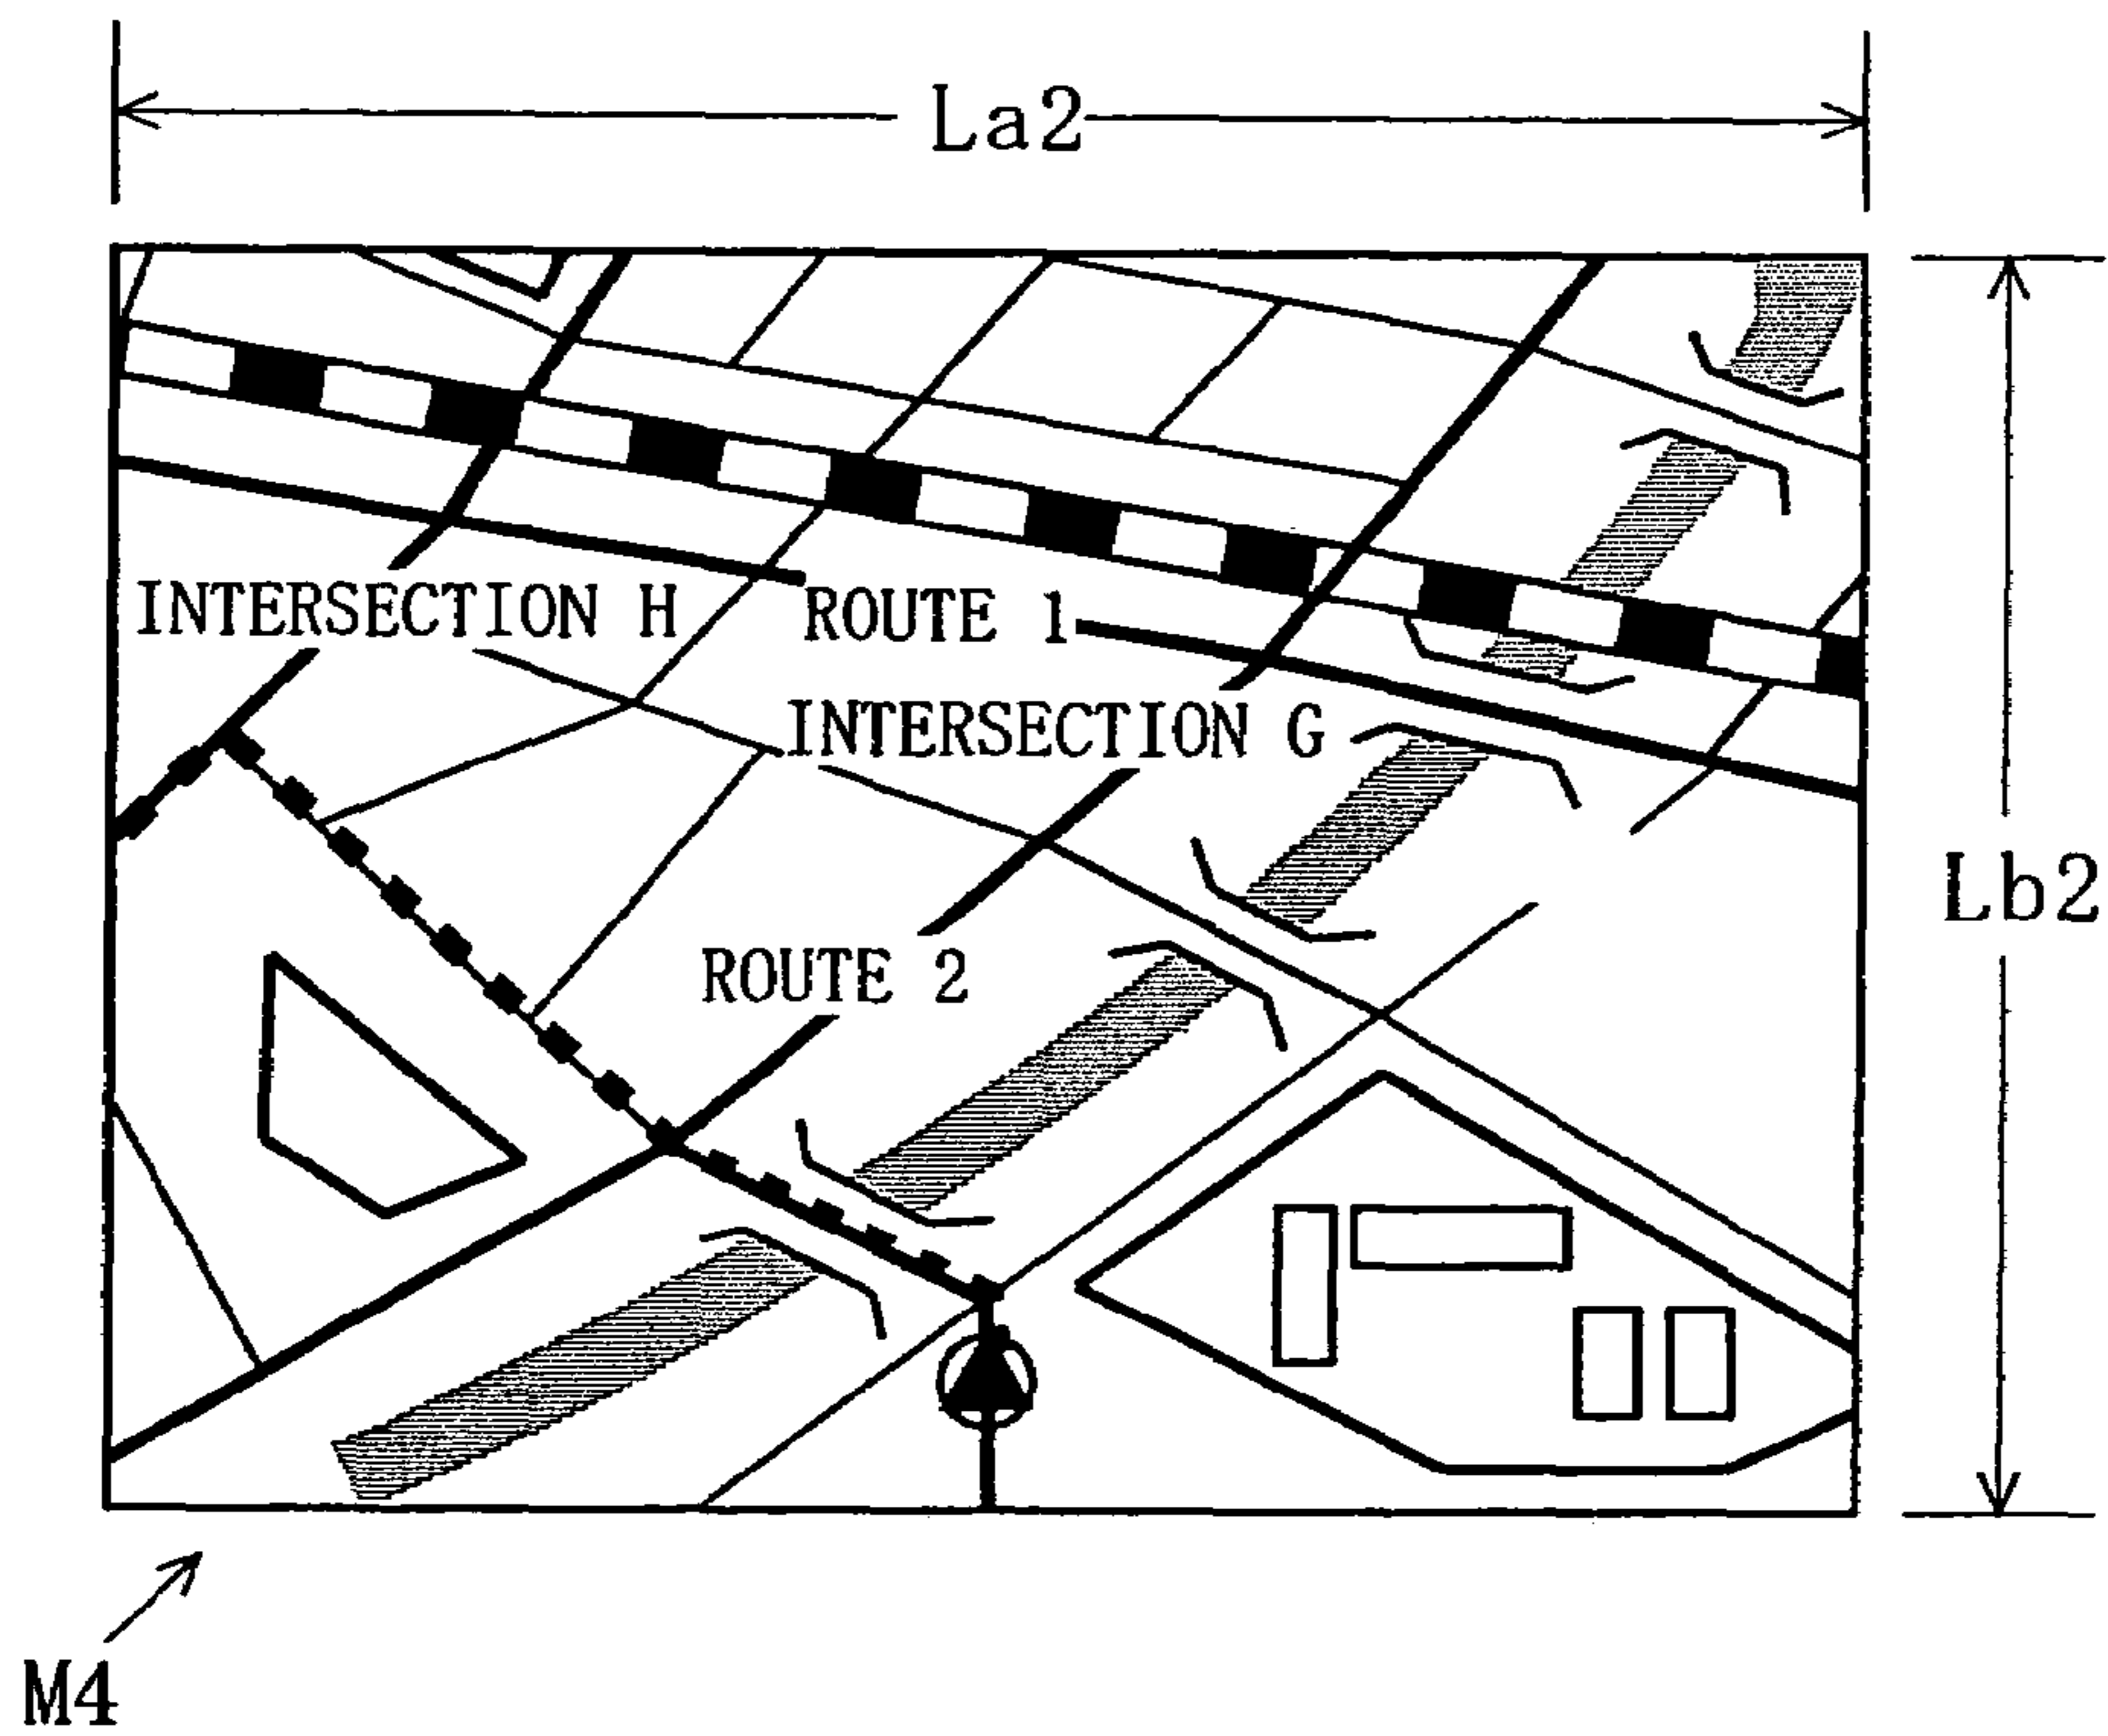 La2
INTERSECTION H
ROUTE 1
INTERSECTION G
Lb2
ROUTE 2
M4